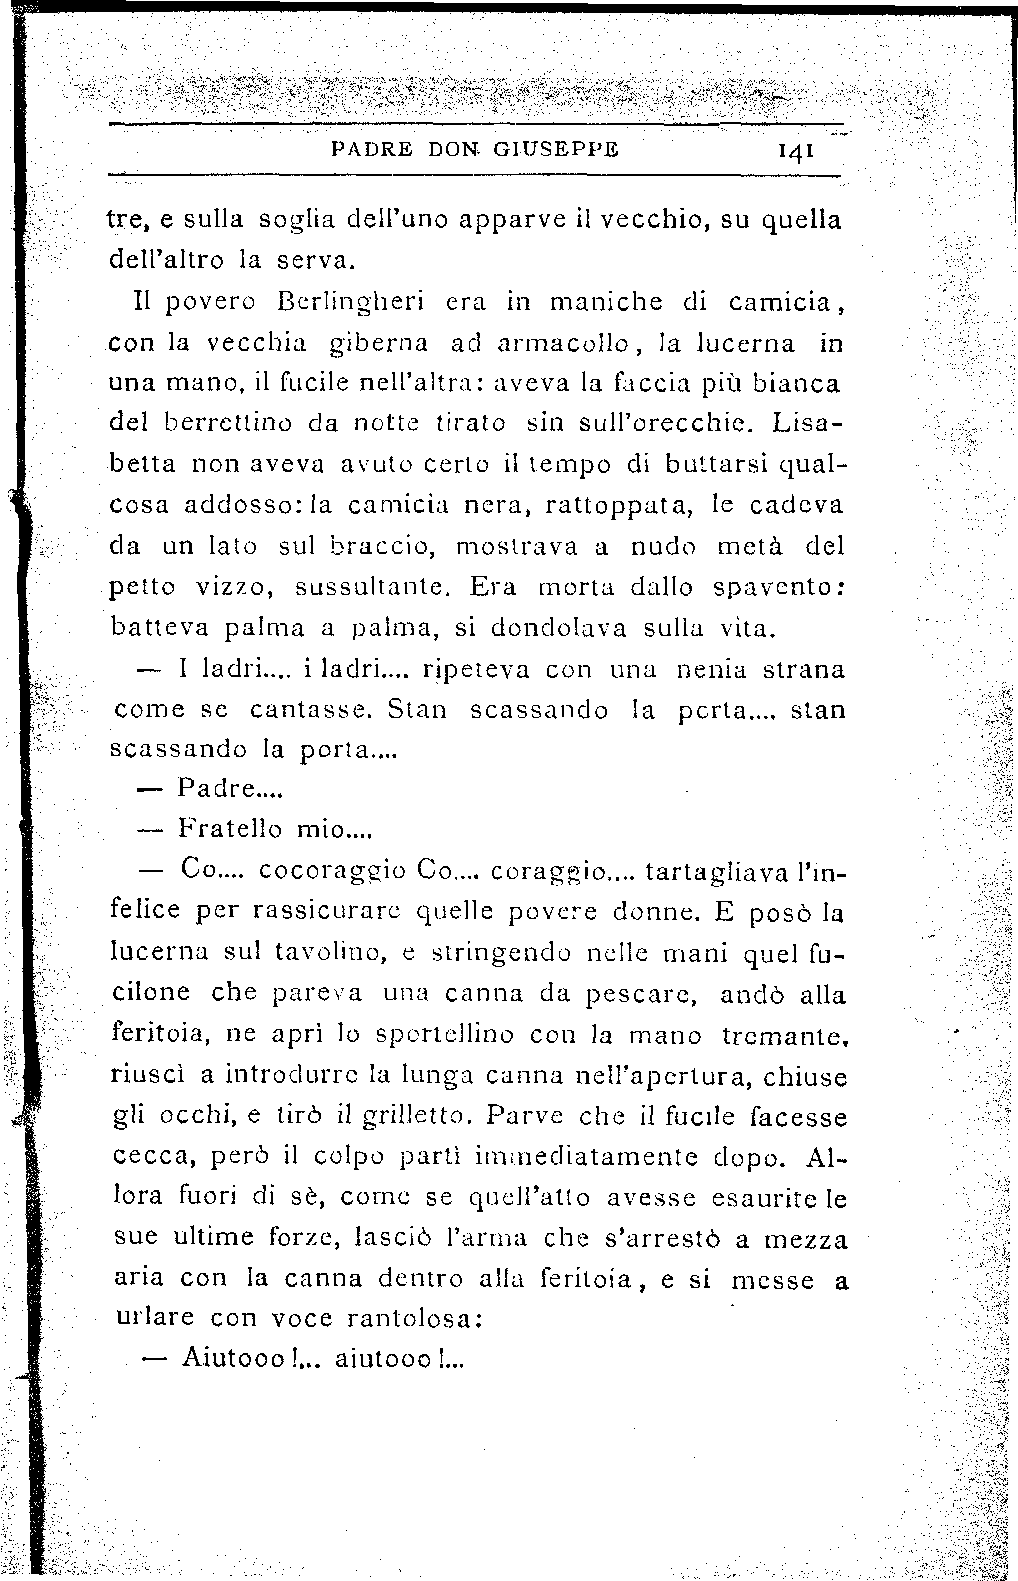 PADRE DON GIUSEPPE 141
tre, e sulla soglia dell'uno apparve il vecchio, su quella
dell'altro la serva.
Il povero Berlingheri era in maniche di camicia,
con la vecchia giberna ad armacollo, la lucerna in
una mano, il fucile nell'altra: aveva la faccia più bianca
del berrettino da notte tirato sin sull'orecchie. Lisa-
betta non aveva avuto certo il tempo di buttarsi qual-
cosa addosso: la camicia nera, rattoppata, le cadeva
da un lato sul braccio, mostrava a nudo metà del
petto vizzo, sussultante. Era morta dallo spavento:
batteva palma a palma, si dondolava sulla vita.
— I ladri.... i ladri.... ripeteva con una nenia strana
come se cantasse. Stan scassando la porta.... stan
scassando la porta....
— Padre....
— Fratello mio....
— Co.... cocoraggio Co.... coraggio.... tartagliava l'in-
felice per rassicurare quelle povere donne. E posò la
lucerna sul tavolino, e stringendo nelle mani quel fu-
cilone che pareva una canna da pescare, andò alla
feritoia, ne aprì lo sportellino con la mano tremante,
riuscì a introdurre la lunga canna nell'apertura, chiuse
gli occhi, e tirò il grilletto. Parve che il fucile facesse
cecca, però il colpo partì immediatamente dopo. Al-
lora fuori di sè, come se quell'atto avesse esaurite le
sue ultime forze, lasciò l'arma che s'arrestò a mezza
aria con la canna dentro alla feritoia, e si messe a
urlare con voce rantolosa:
— Aiutooo!... aiutooo!...